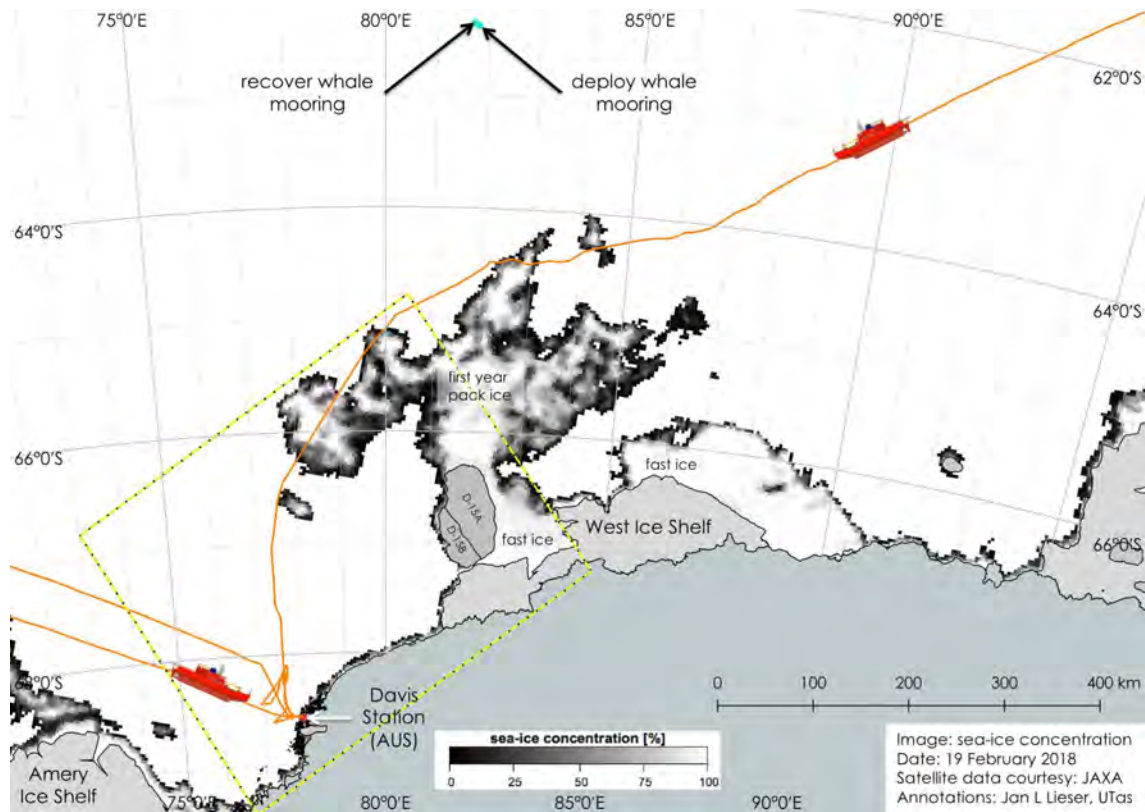 75°0'E
80°0'E
85°0'E
90°0'E
recover whale
mooring
deploy whale
mooring
62°0'S
64°0'S
64°0'S
first year
pack ice
66°0'S
fast ice
D-15A
D-15B
West Ice Shelf
fast ice
66°0'S
68°0'S
Davis
Station
(AUS)
0 100 200 300 400 km
sea-ice concentration [%]
0 25 50 75 100
Amery
Ice Shelf
Image: sea-ice concentration
Date: 19 February 2018
Satellite data courtesy: JAXA
Annotations: Jan L Lieser, UTas
75°0'E
80°0'E
85°0'E
90°0'E